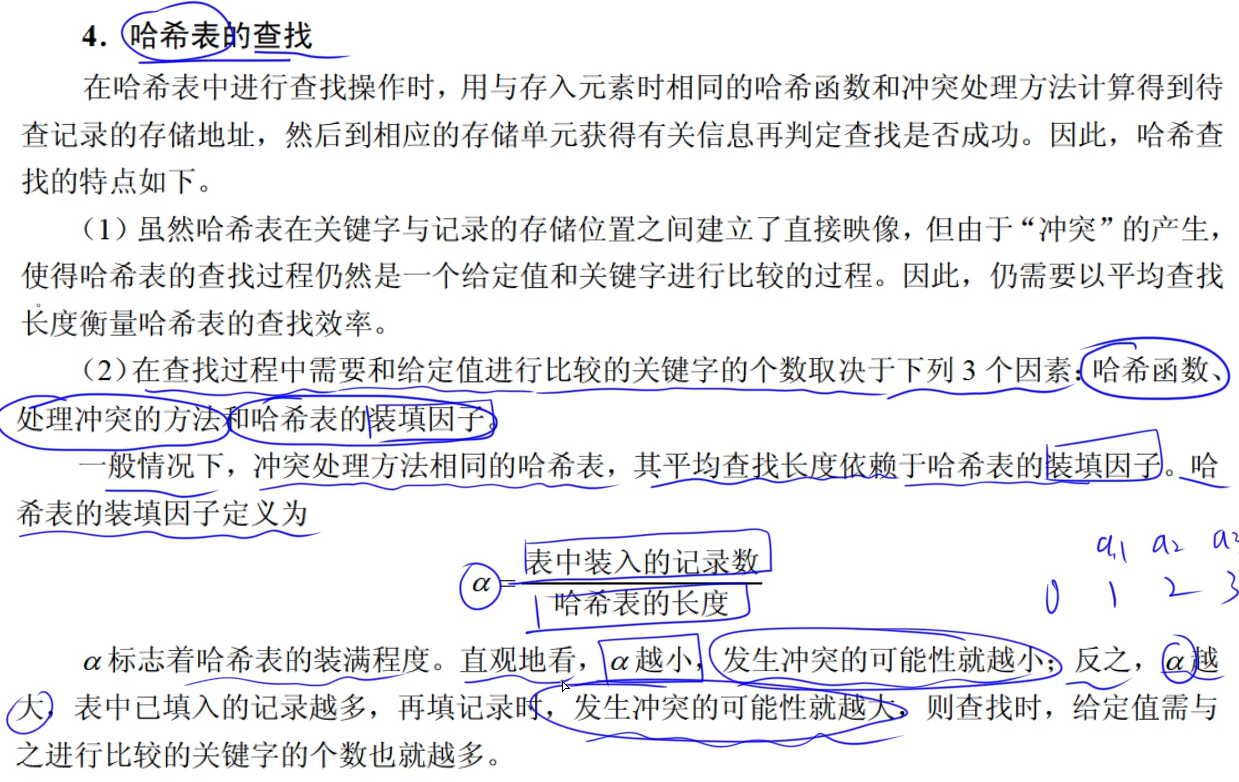 4．哈希表的查找
在哈希表中进行查找操作时，用与存入元素时相同的哈希函数和冲突处理方法计算得到待
查记录的存储地址，然后到相应的存储单元获得有关信息再判定查找是否成功。因此，哈希查
找的特点如下。
（1）虽然哈希表在关键字与记录的存储位置之间建立了直接映像，但由于“冲突”的产生，
使得哈希表的查找过程仍然是一个给定值和关键字进行比较的过程。因此，仍需要以平均查找
长度衡量哈希表的查找效率。
（2）在查找过程中需要和给定值进行比较的关键字的个数取决于下列 3 个因素：哈希函数、
处理冲突的方法和哈希表的装填因子。
一般情况下，冲突处理方法相同的哈希表，其平均查找长度依赖于哈希表的装填因子。哈
希表的装填因子定义为
a1 a2 a3
α = 表中装入的记录数
哈希表的长度
0 1 2 3
α 标志着哈希表的装满程度。直观地看，α 越小，发生冲突的可能性就越小；反之，α 越
大，表中已填入的记录越多，再填记录时，发生冲突的可能性就越大，则查找时，给定值需与
之进行比较的关键字的个数也就越多。